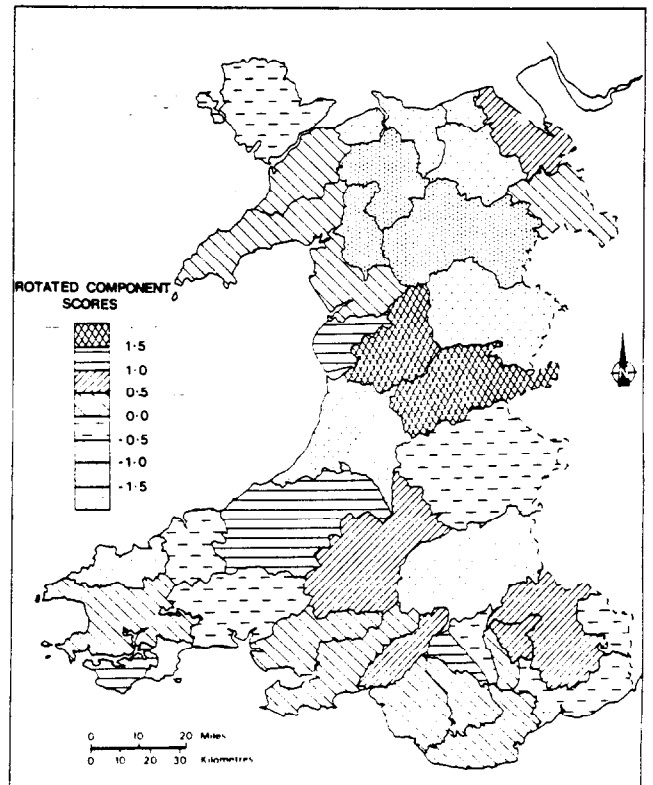 ROTATED COMPONENT
SCORES
1·5
1·0
0·5
0·0
-0·5
-1·0
-1·5
N
0 10 20 Miles
0 10 20 30 Kilometres